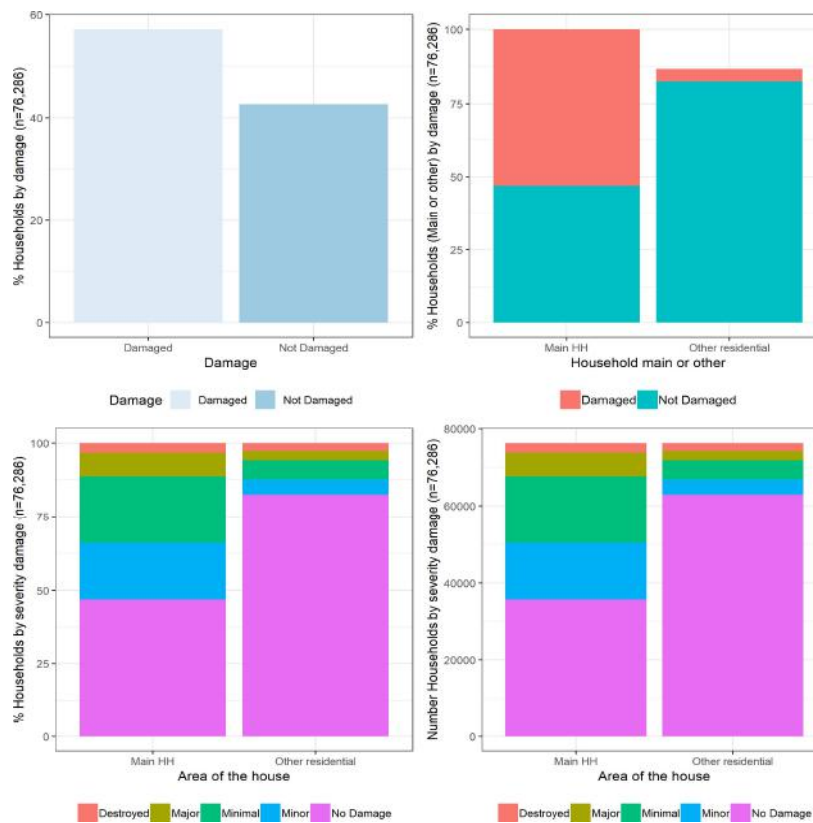 % Households by damage (n=76,286)
60
40
20
0
Damaged
Not Damaged
Damage
Damage
Damaged
Not Damaged
% Households (Main or other) by damage (n=76,286)
100
75
50
25
0
Main HH
Other residential
Household main or other
Damaged
Not Damaged
% Households by severity damage (n=76,286)
100
75
50
25
0
Main HH
Other residential
Area of the house
Destroyed
Major
Minimal
Minor
No Damage
Number Households by severity damage (n=76,286)
80000
60000
40000
20000
0
Main HH
Other residential
Area of the house
Destroyed
Major
Minimal
Minor
No Damage